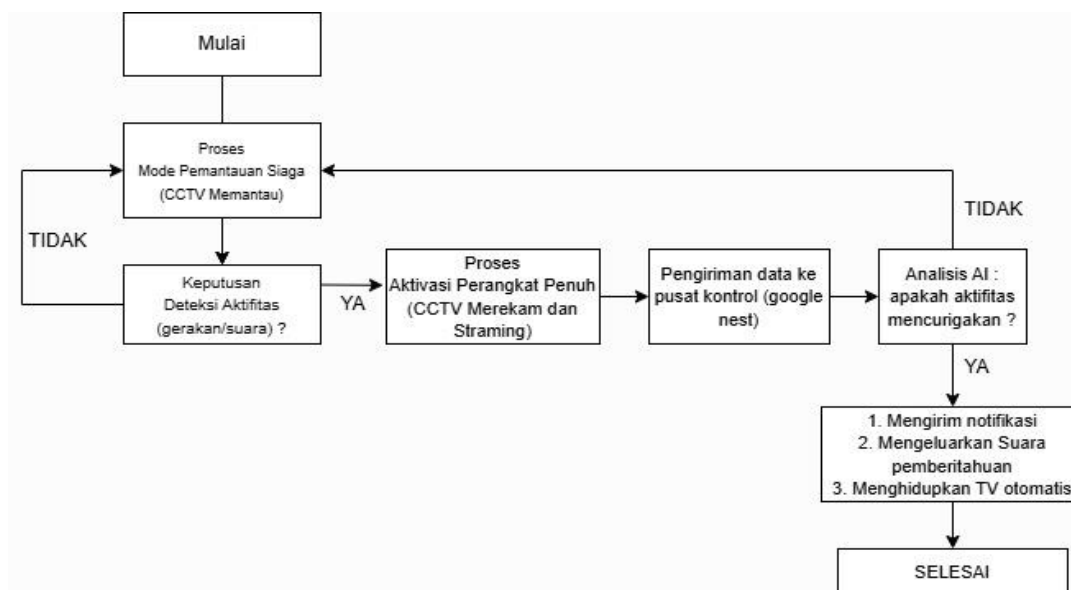 Mulai
Proses
Mode Pemantauan Siaga
(CCTV Memantau)
TIDAK
TIDAK
Keputusan
Deteksi Aktifitas
(gerakan/suara) ?
YA
Proses
Aktivasi Perangkat Penuh
(CCTV Merekam dan
Straming)
Pengiriman data ke
pusat kontrol (google
nest)
Analisis AI :
apakah aktifitas
mencurigakan ?
YA
1. Mengirim notifikasi
2. Mengeluarkan Suara
pemberitahuan
3. Menghidupkan TV otomatis
SELESAI